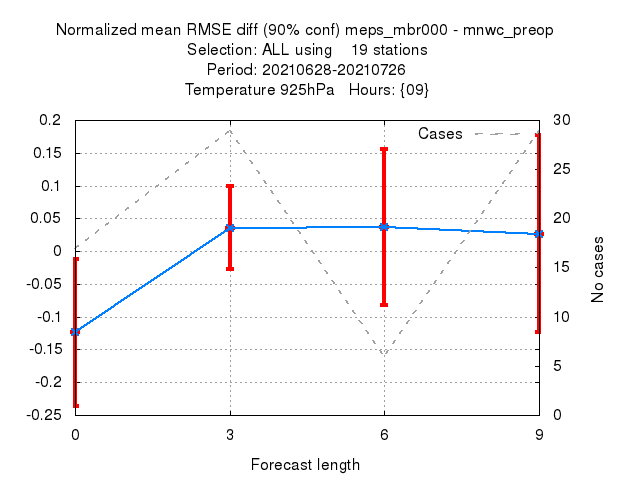 Normalized mean RMSE diff (90% conf) meps_mbr000 - mnwc_preop
Selection: ALL using    19 stations
Period: 20210628-20210726
Temperature 925hPa   Hours: {09}
Cases
0.2
0.15
0.1
0.05
0
-0.05
-0.1
-0.15
-0.2
-0.25
30
25
20
15
10
5
0
No cases
0 3 6 9
Forecast length